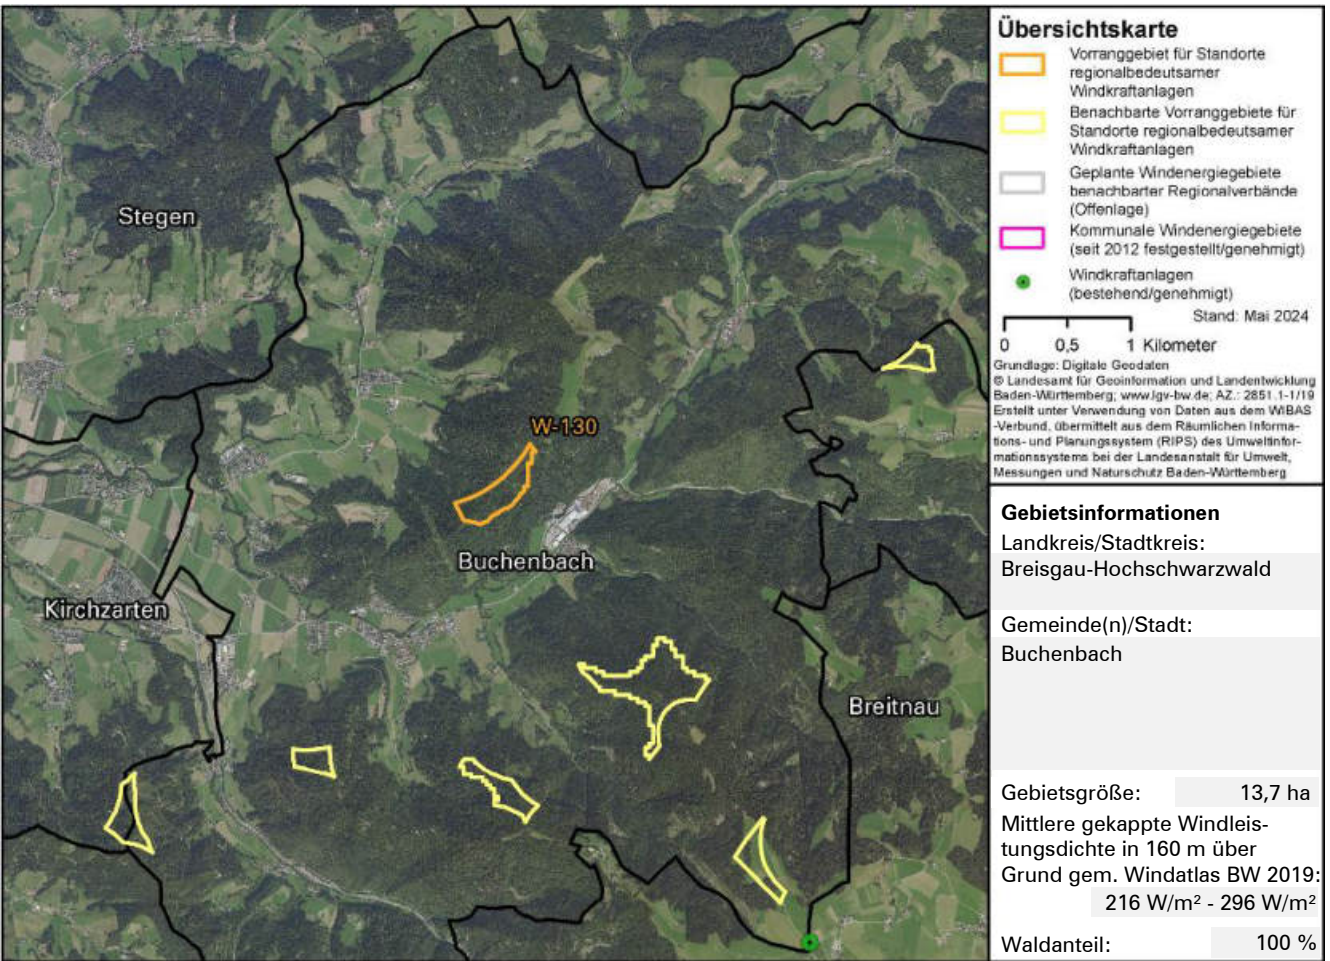 Stegen
W-130
Buchenbach
Kirchzarten
Breitnau
Übersichtskarte
Vorranggebiet für Standorte
regionalbedeutsamer
Windkraftanlagen
Benachbarte Vorranggebiete für
Standorte regionalbedeutsamer
Windkraftanlagen
Geplante Windenergiegebiete
benachbarter Regionalverbände
(Offenlage)
Kommunale Windenergiegebiete
(seit 2012 festgestellt/genehmigt)
Windkraftanlagen
(bestehend/genehmigt)
Stand: Mai 2024
0 0,5 1 Kilometer
Grundlage: Digitale Geodaten
© Landesamt für Geoinformation und Landentwicklung
Baden-Württemberg; www.lgv-bw.de; AZ.: 2851.1-1/19
Erstellt unter Verwendung von Daten aus dem WIBAS
-Verbund, übermittelt aus dem Räumlichen Informa-
tions- und Planungssystem (RIPS) des Umweltinfor-
mationssystems bei der Landesanstalt für Umwelt,
Messungen und Naturschutz Baden-Württemberg
Gebietsinformationen
Landkreis/Stadtkreis:
Breisgau-Hochschwarzwald
Gemeinde(n)/Stadt:
Buchenbach
Gebietsgröße: 13,7 ha
Mittlere gekappte Windleis-
tungsdichte in 160 m über
Grund gem. Windatlas BW 2019:
216 W/m² - 296 W/m²
Waldanteil: 100 %